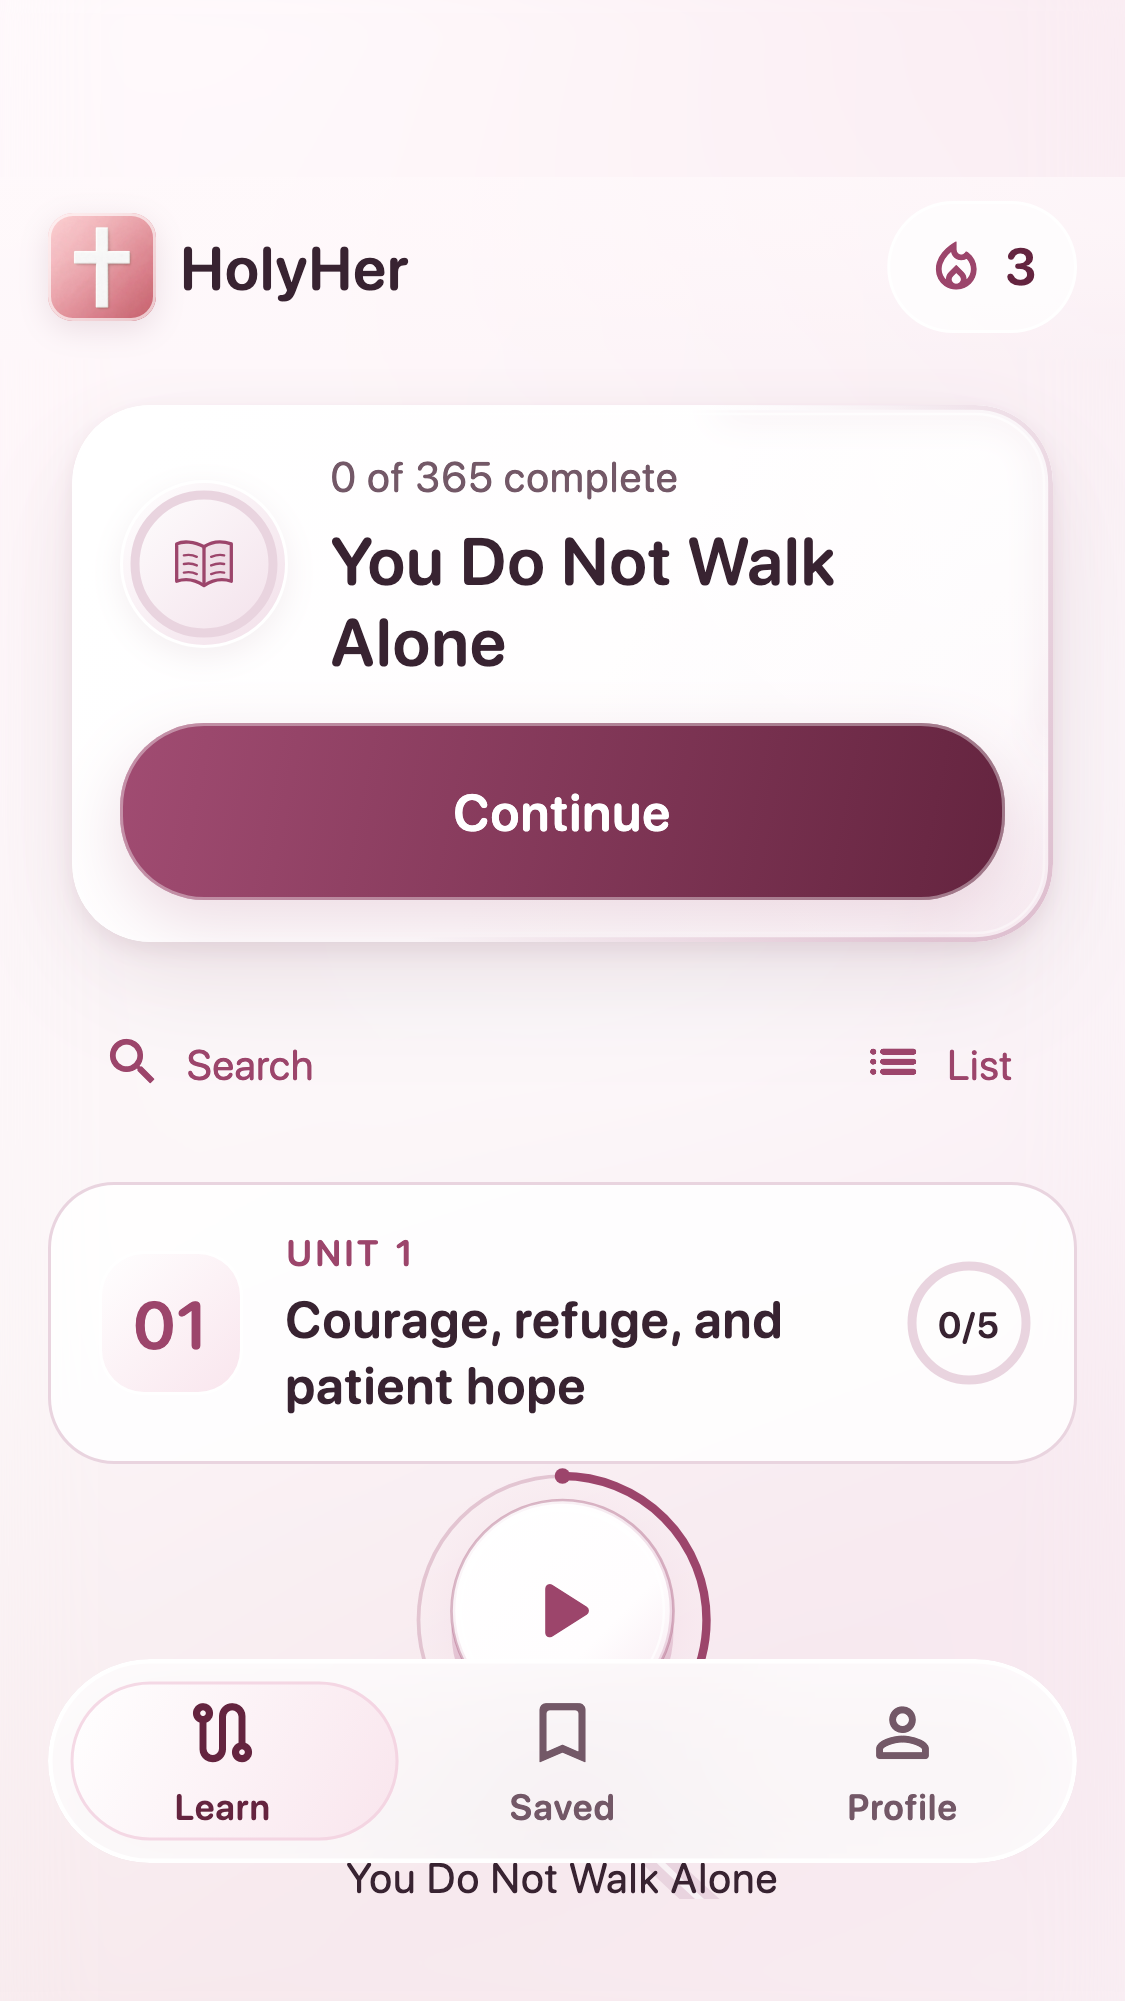 HolyHer
3
0 of 365 complete
You Do Not Walk
Alone
Continue
Search
List
UNIT 1
01
Courage, refuge, and
patient hope
0/5
Learn
Saved
Profile
You Do Not Walk Alone